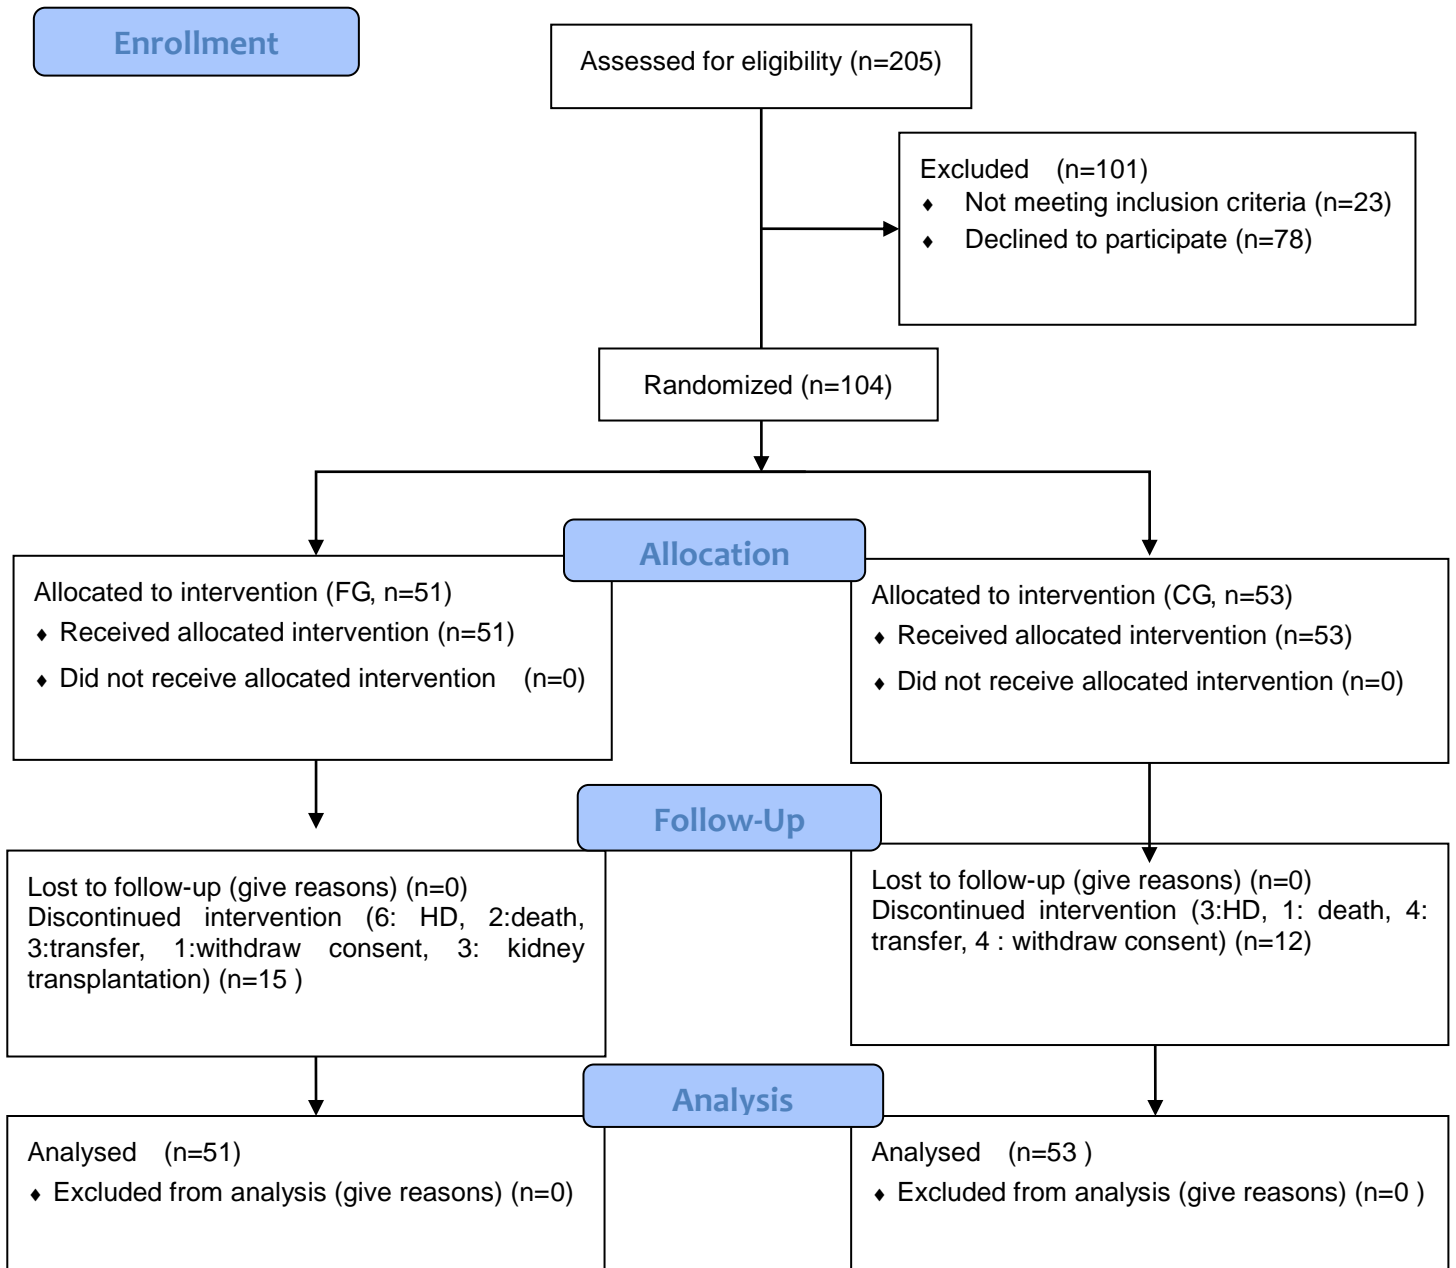 Enrollment
Assessed for eligibility (n=205)
Excluded (n=101)
♦ Not meeting inclusion criteria (n=23)
♦ Declined to participate (n=78)
Randomized (n=104)
Allocation
Allocated to intervention (FG, n=51)
♦ Received allocated intervention (n=51)
♦ Did not receive allocated intervention (n=0)
Allocated to intervention (CG, n=53)
♦ Received allocated intervention (n=53)
♦ Did not receive allocated intervention (n=0)
Follow-Up
Lost to follow-up (give reasons) (n=0)
Discontinued intervention (6: HD, 2:death,
3:transfer, 1:withdraw consent, 3: kidney
transplantation) (n=15 )
Lost to follow-up (give reasons) (n=0)
Discontinued intervention (3:HD, 1: death, 4:
transfer, 4 : withdraw consent) (n=12)
Analysis
Analysed (n=51)
♦ Excluded from analysis (give reasons) (n=0)
Analysed (n=53 )
♦ Excluded from analysis (give reasons) (n=0 )